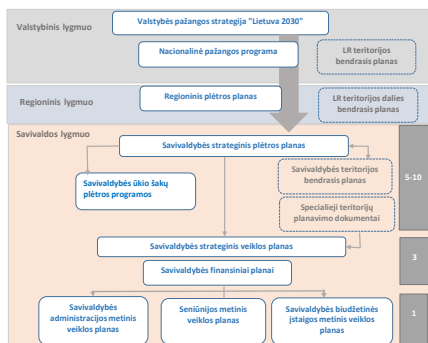 Valstybinis lygmuo
Valstybės pažangos strategija "Lietuva 2030"
Nacionalinė pažangos programa
LR teritorijos
bendrasis planas
Regioninis lygmuo
Regioninis plėtros planas
LR teritorijos dalies
bendrasis planas
Savivaldos lygmuo
Savivaldybės strateginis plėtros planas
Savivaldybės ūkio šakų
plėtros programos
Savivaldybės teritorijos
bendrasis planas
Specialieji teritorijų
planavimo dokumentai
5-10
Savivaldybės strateginis veiklos planas
3
Savivaldybės finansiniai planai
Savivaldybės
administracijos metinis
veiklos planas
Seniūnijos metinis
veiklos planas
Savivaldybės biudžetinės
įstaigos metinis veiklos
planas
1